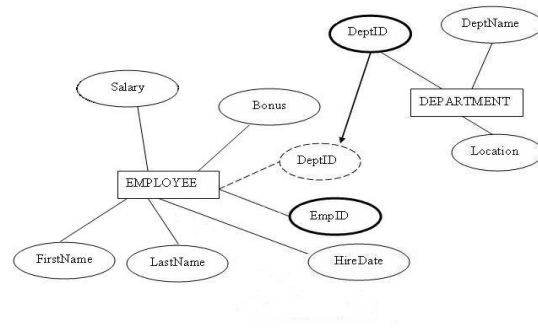 DeptID
DeptName
Salary
Bonus
DEPARTMENT
DeptID
Location
EMPLOYEE
EmpID
FirstName
LastName
HireDate